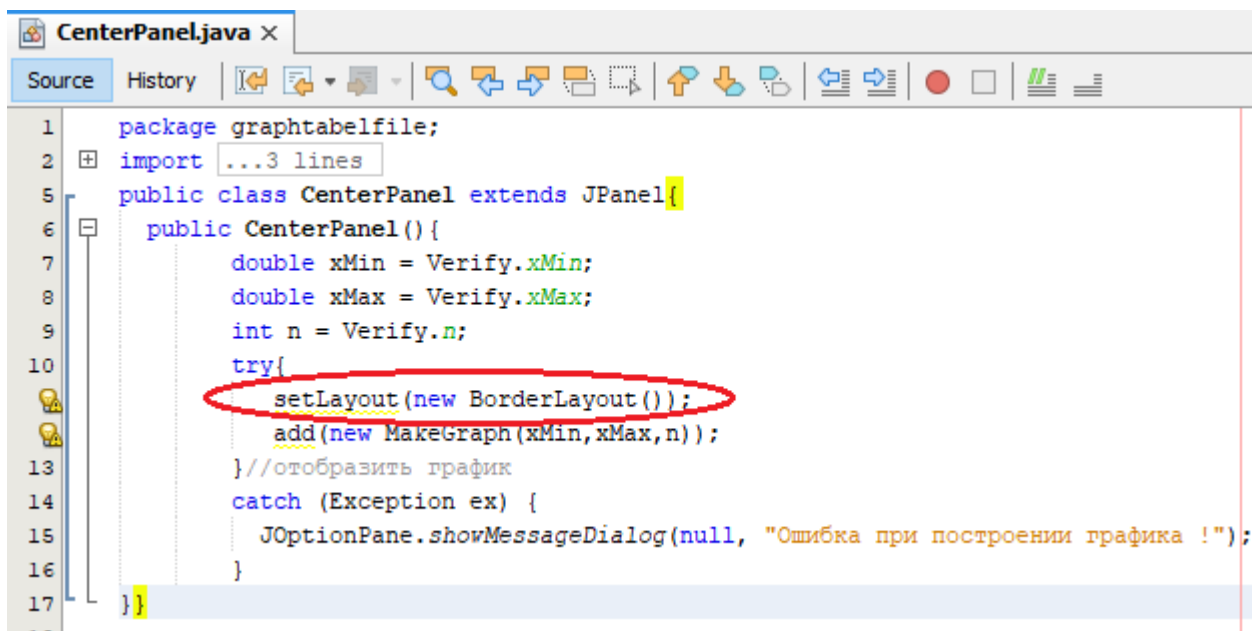 CenterPanel.java ×
Source History
1 package graphtabelfile;
2 import ...3 lines
5 public class CenterPanel extends JPanel{
6 public CenterPanel(){
7 double xMin = Verify.xMin;
8 double xMax = Verify.xMax;
9 int n = Verify.n;
10 try{
setLayout(new BorderLayout());
add(new MakeGraph(xMin,xMax,n));
13 }//отобразить график
14 catch (Exception ex) {
15 JOptionPane.showMessageDialog(null, "Ошибка при построении графика !");
16 }
17 }}